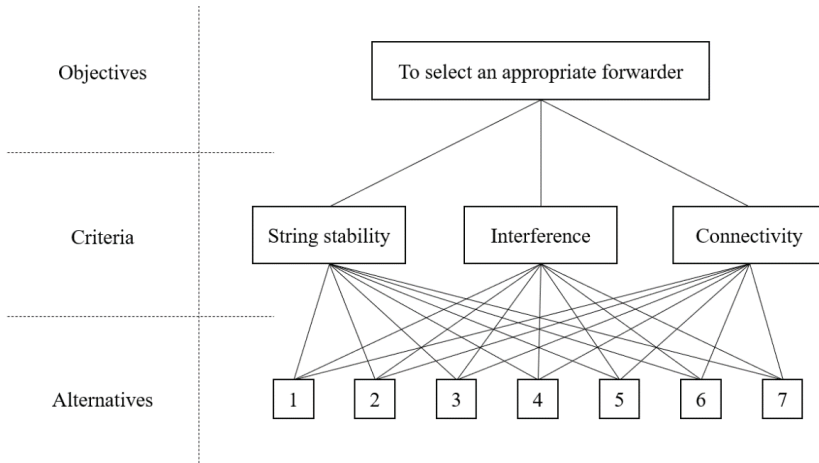 Objectives
To select an appropriate forwarder
Criteria
String stability
Interference
Connectivity
Alternatives
1
2
3
4
5
6
7